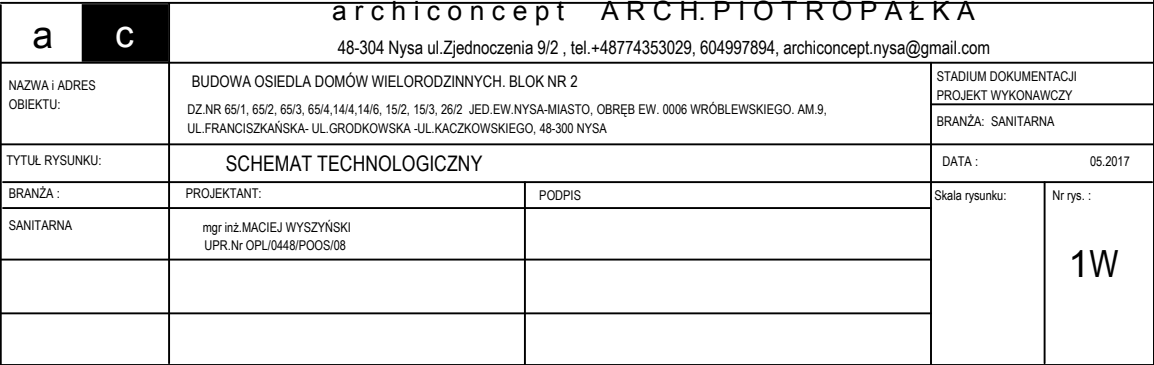 a c
a r c h i c o n c e p t A R C H. P I O T R O P A Ł K A
48-304 Nysa ul.Zjednoczenia 9/2 , tel.+48774353029, 604997894, archiconcept.nysa@gmail.com
NAZWA i ADRES
OBIEKTU:
BUDOWA OSIEDLA DOMÓW WIELORODZINNYCH. BLOK NR 2
DZ.NR 65/1, 65/2, 65/3, 65/4,14/4,14/6, 15/2, 15/3, 26/2 JED.EW.NYSA-MIASTO, OBRĘB EW. 0006 WRÓBLEWSKIEGO. AM.9,
UL.FRANCISZKAŃSKA- UL.GRODKOWSKA -UL.KACZKOWSKIEGO, 48-300 NYSA
STADIUM DOKUMENTACJI
PROJEKT WYKONAWCZY
BRANŻA: SANITARNA
TYTUŁ RYSUNKU:
SCHEMAT TECHNOLOGICZNY
DATA : 05.2017
BRANŻA :
PROJEKTANT:
PODPIS
Skala rysunku:
Nr rys. :
SANITARNA
mgr inż.MACIEJ WYSZYŃSKI
UPR.Nr OPL/0448/POOS/08
1W